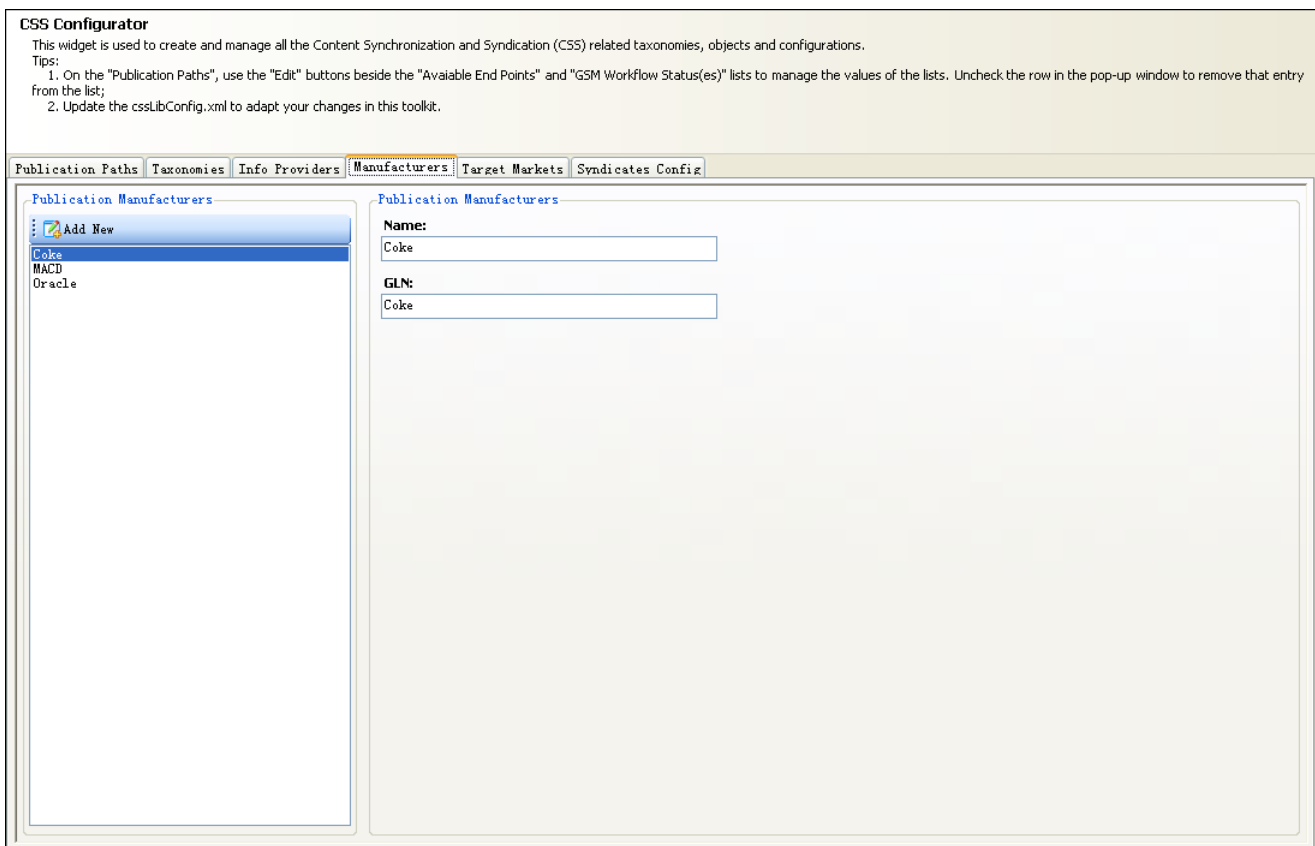 CSS Configurator
This widget is used to create and manage all the Content Synchronization and Syndication (CSS) related taxonomies, objects and configurations.
Tips:
1. On the "Publication Paths", use the "Edit" buttons beside the "Avaiable End Points" and "GSM Workflow Status(es)" lists to manage the values of the lists. Uncheck the row in the pop-up window to remove that entry
from the list;
2. Update the cssLibConfig.xml to adapt your changes in this toolkit.
Publication Paths Taxonomies Info Providers Manufacturers Target Markets Syndicates Config
Publication Manufacturers
Add New
Coke
MACD
Oracle
Publication Manufacturers
Name:
Coke
GLN:
Coke